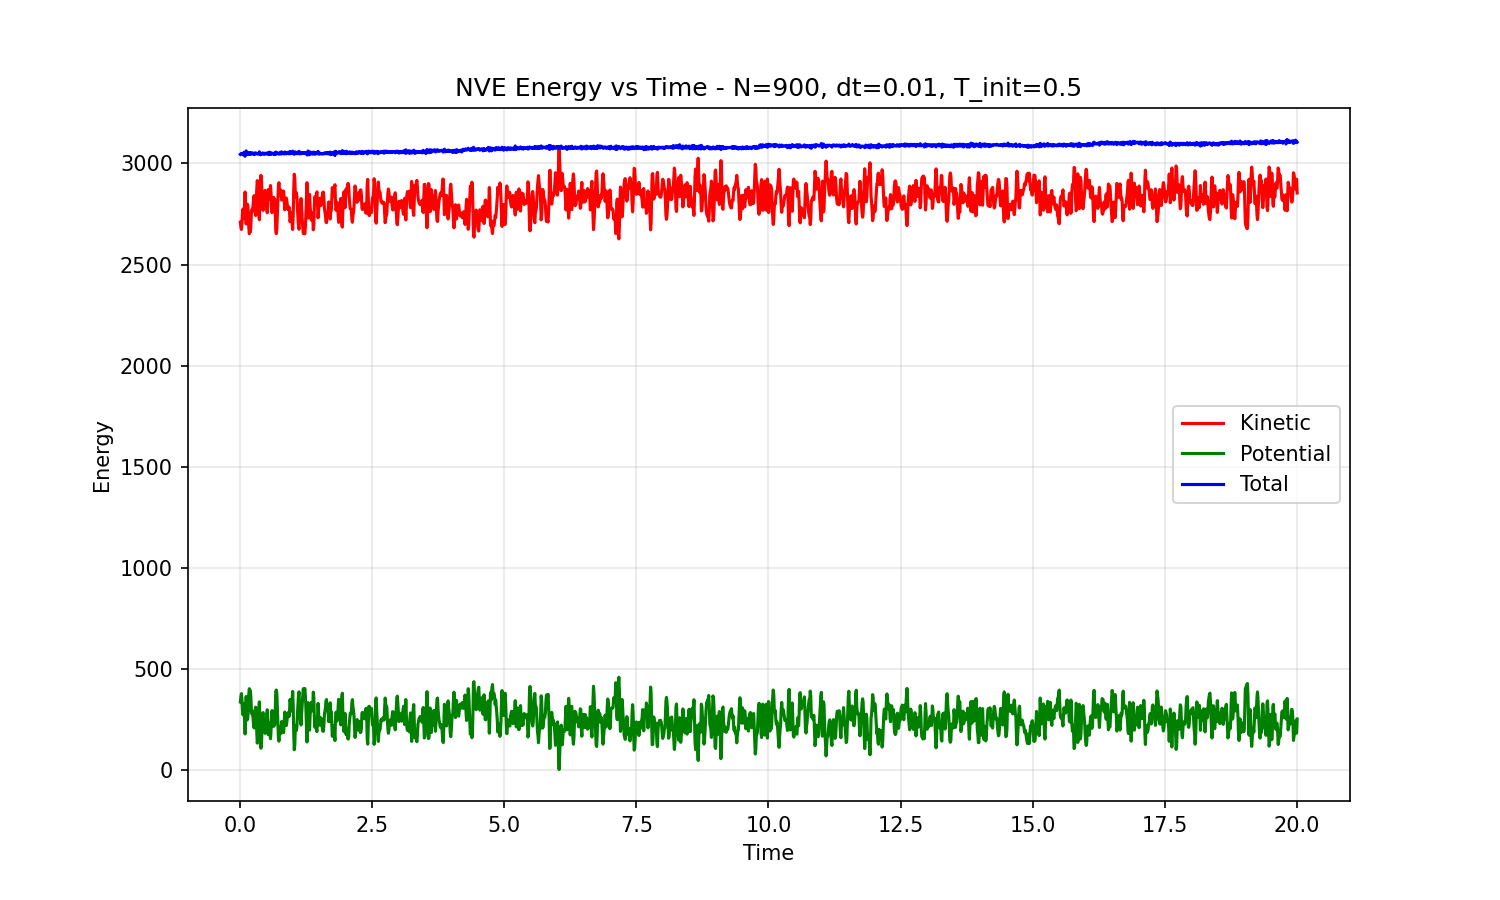 NVE Energy vs Time - N=900, dt=0.01, T_init=0.5
Energy
3000
2500
2000
1500
1000
500
0
Kinetic
Potential
Total
0.0 2.5 5.0 7.5 10.0 12.5 15.0 17.5 20.0
Time